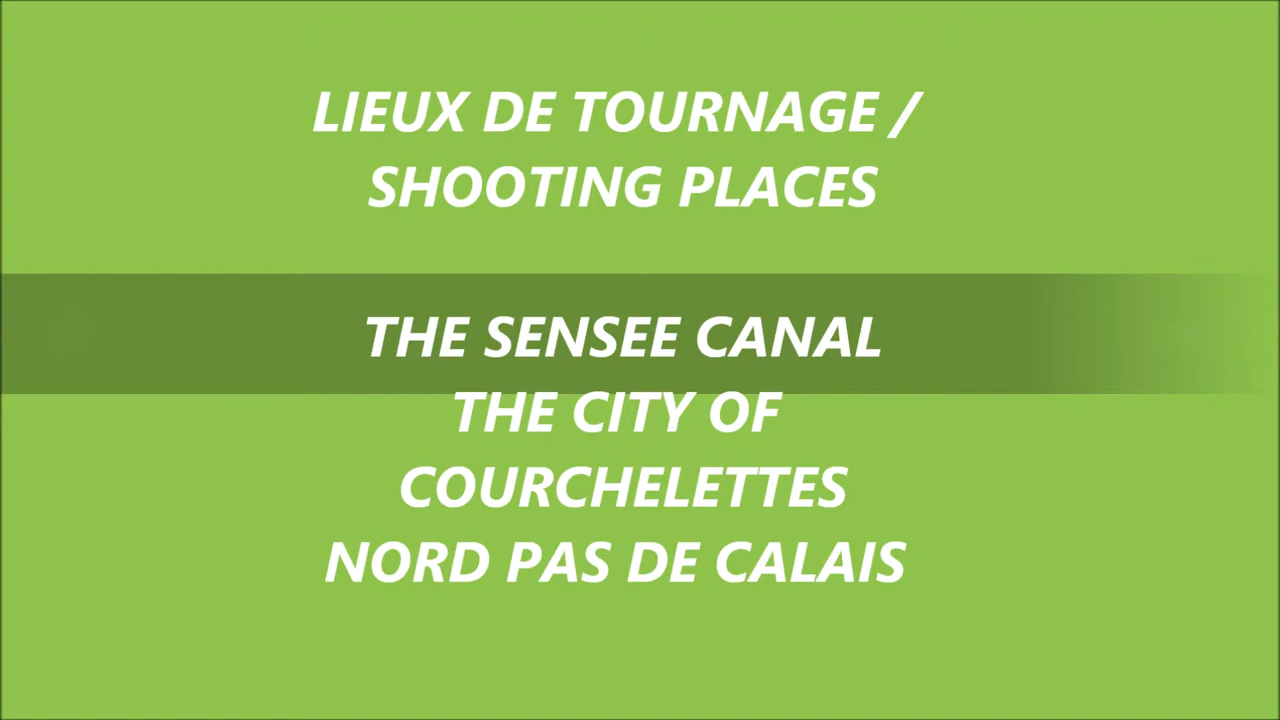 LIEUX DE TOURNAGE /
SHOOTING PLACES
THE SENSEE CANAL
THE CITY OF
COURCHELETTES
NORD PAS DE CALAIS